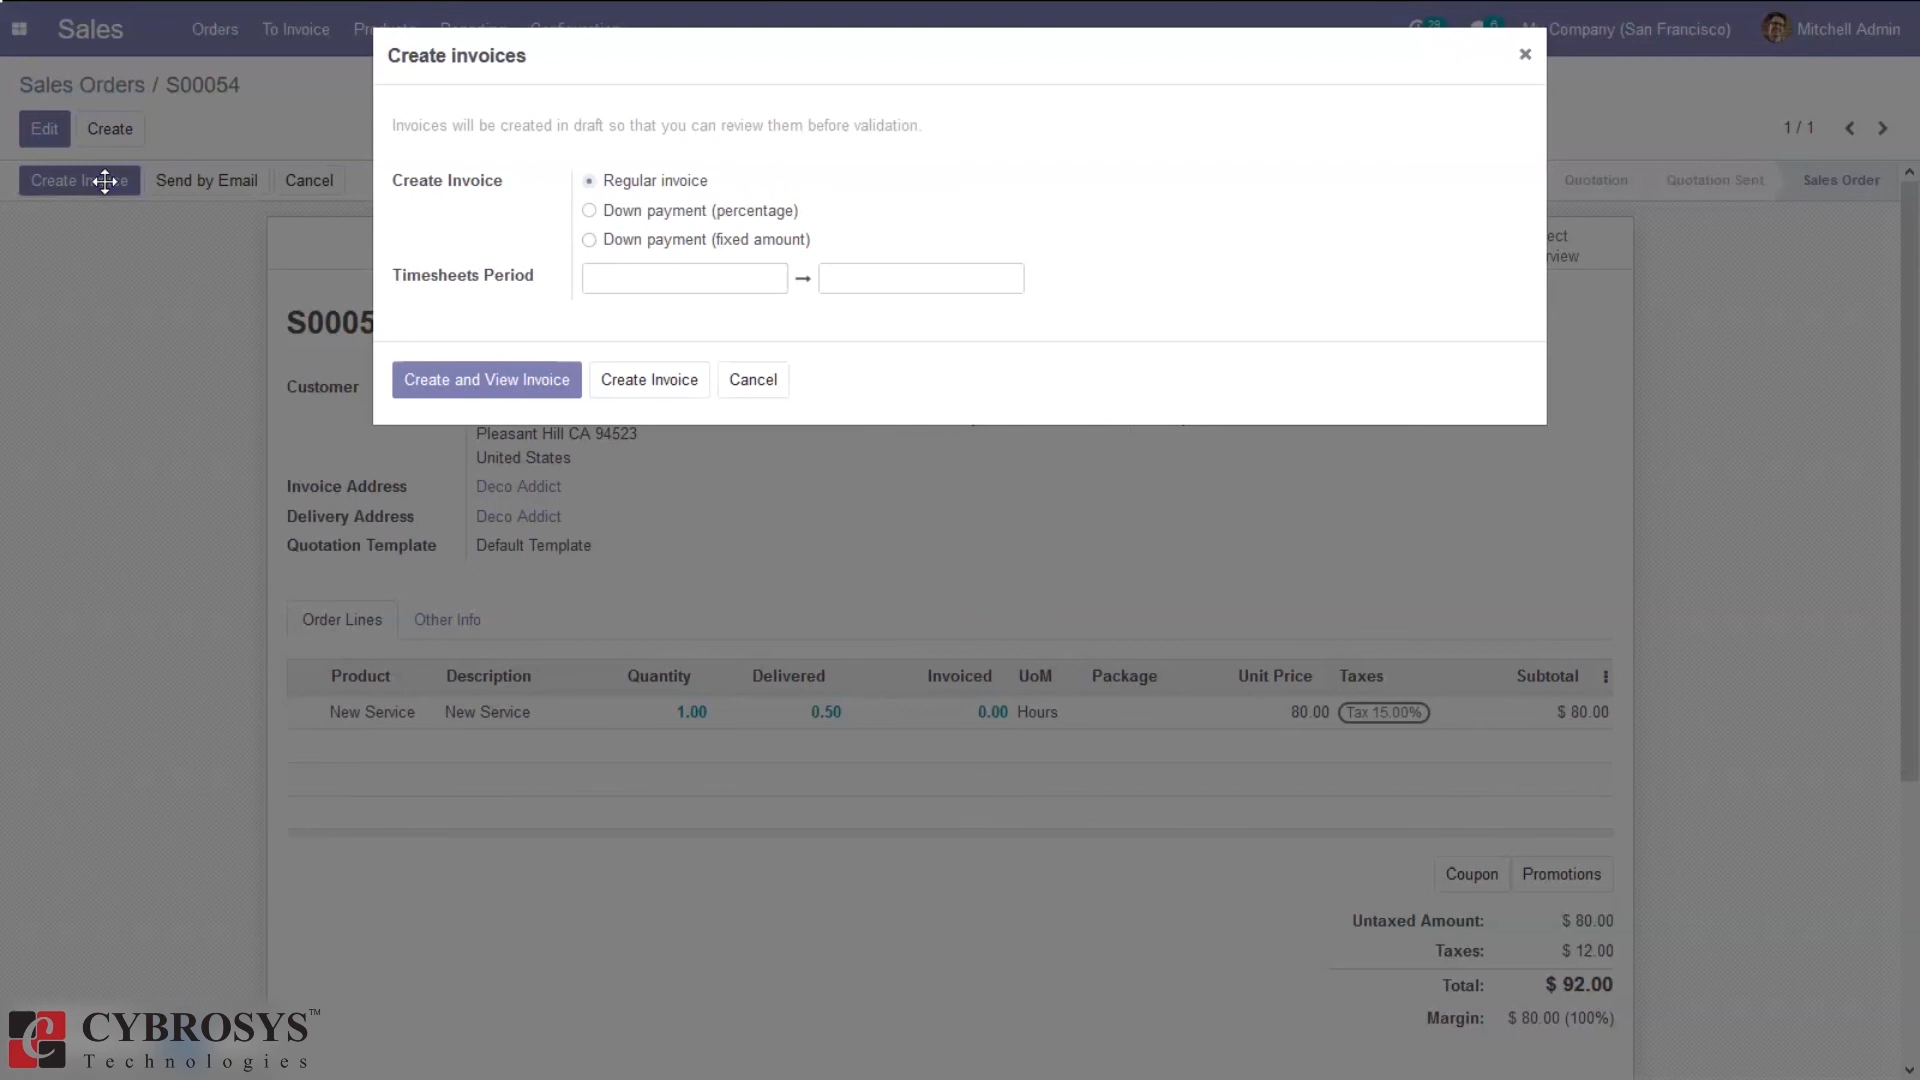 Sales Orders To Invoice 29 6 Company (San Francisco) Mitchell Admin
Create invoices
Sales Orders / S00054
Edit Create
1 / 1
Invoices will be created in draft so that you can review them before validation.
Send by Email Cancel
Create Invoice Regular invoice
Quotation Quotation Sent Sales Order
Down payment (percentage)
Down payment (fixed amount)
Timesheets Period
Create and View Invoice Create Invoice Cancel
Customer
Pleasant Hill CA 94523
United States
Invoice Address Deco Addict
Delivery Address Deco Addict
Quotation Template Default Template
Order Lines Other Info
Product Description Quantity Delivered Invoiced UoM Package Unit Price Taxes Subtotal
New Service New Service 1.00 0.50 0.00 Hours 80.00 Tax 15.00% $ 80.00
Coupon Promotions
Untaxed Amount: $ 80.00
Taxes: $ 12.00
Total: $ 92.00
Margin: $ 80.00 (100%)
CYBROSYS™
Technologies